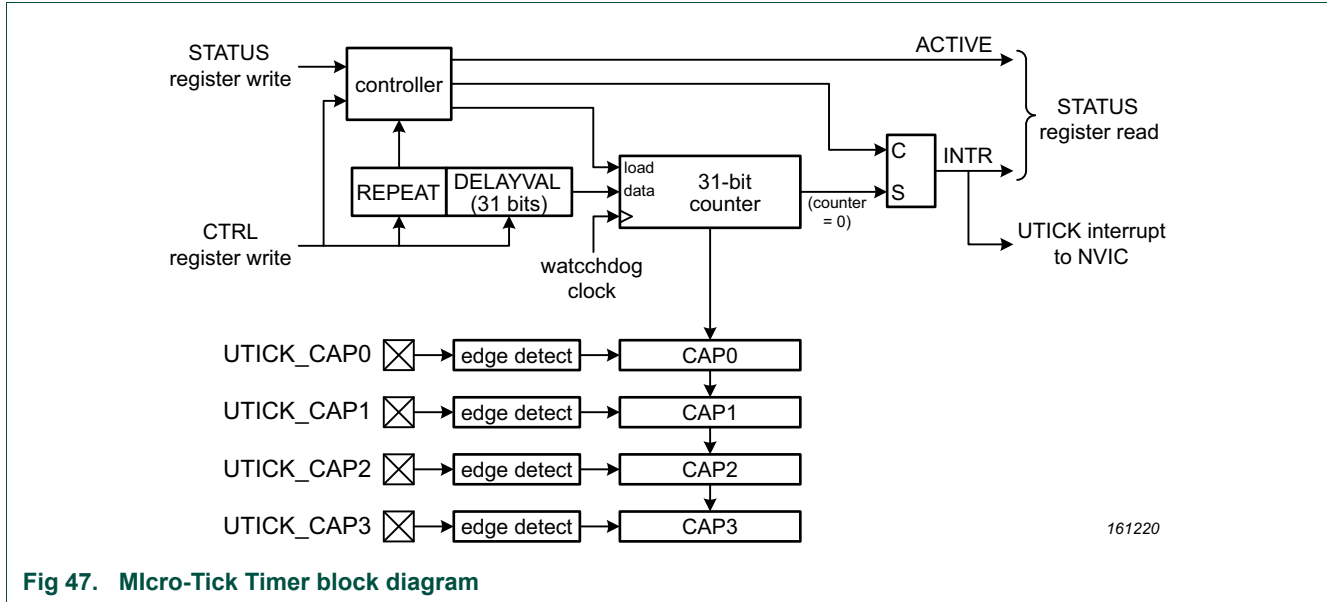 STATUS
register write
controller
ACTIVE
STATUS
register read
C
S
INTR
REPEAT
DELAYVAL
(31 bits)
load
data
31-bit
counter
(counter
= 0)
CTRL
register write
watcchdog
clock
UTICK interrupt
to NVIC
UTICK_CAP0
edge detect
CAP0
UTICK_CAP1
edge detect
CAP1
UTICK_CAP2
edge detect
CAP2
UTICK_CAP3
edge detect
CAP3
161220
Fig 47. MIcro-Tick Timer block diagram